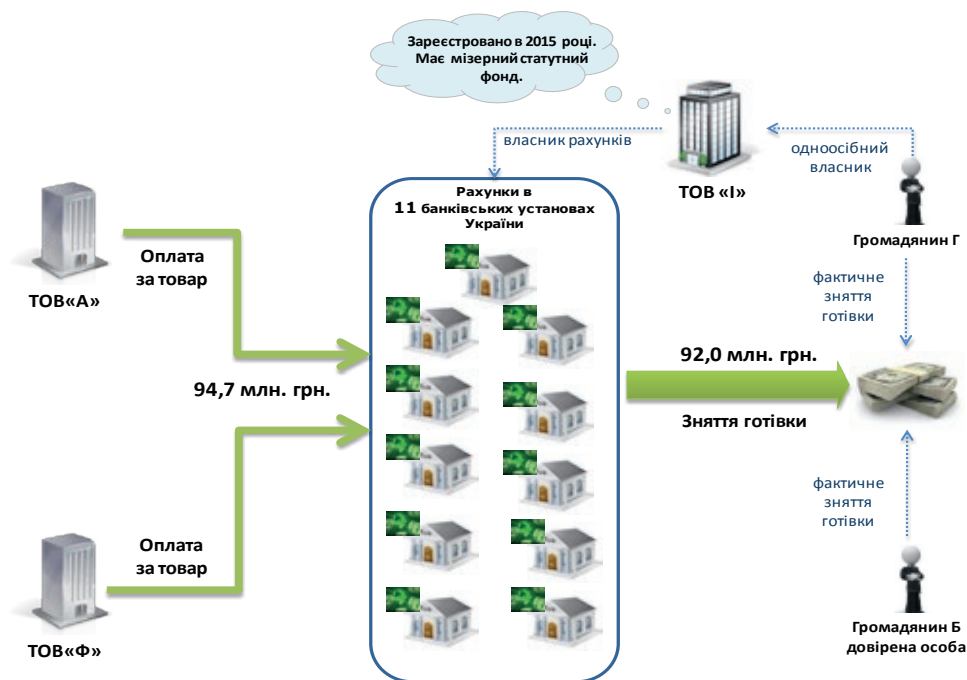 Зареєстровано в 2015 році.
Має мізерний статутний
фонд.
власник рахунків
одноосібний
власник
ТОВ «І»
Громадянин Г
Рахунки в
11 банківських установах
України
Оплата
за товар
ТОВ«А»
фактичне
зняття
готівки
94,7 млн. грн.
92,0 млн. грн.
Зняття готівки
фактичне
зняття
готівки
Оплата
за товар
ТОВ«Ф»
Громадянин Б
довірена особа